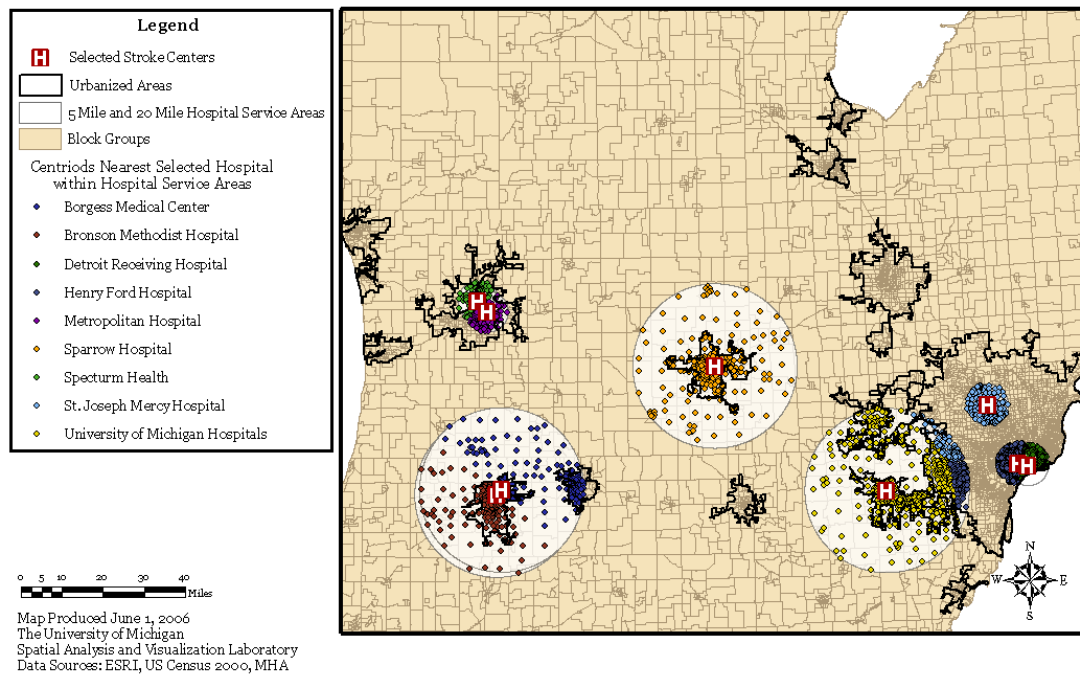 Legend
H Selected Stroke Centers
Urbanized Areas
5 Mile and 20 Mile Hospital Service Areas
Block Groups
Centriods Nearest Selected Hospital
within Hospital Service Areas
Borgess Medical Center
Bronson Methodist Hospital
Detroit Receiving Hospital
Henry Ford Hospital
Metropolitan Hospital
Sparrow Hospital
Specturm Health
St. Joseph Mercy Hospital
University of Michigan Hospitals
H
H
H
H
H
H
H
H
H
N
W E
S
0 5 10 20 30 40
Miles
Map Produced June 1, 2006
The University of Michigan
Spatial Analysis and Visualization Laboratory
Data Sources: ESRI, US Census 2000, MHA